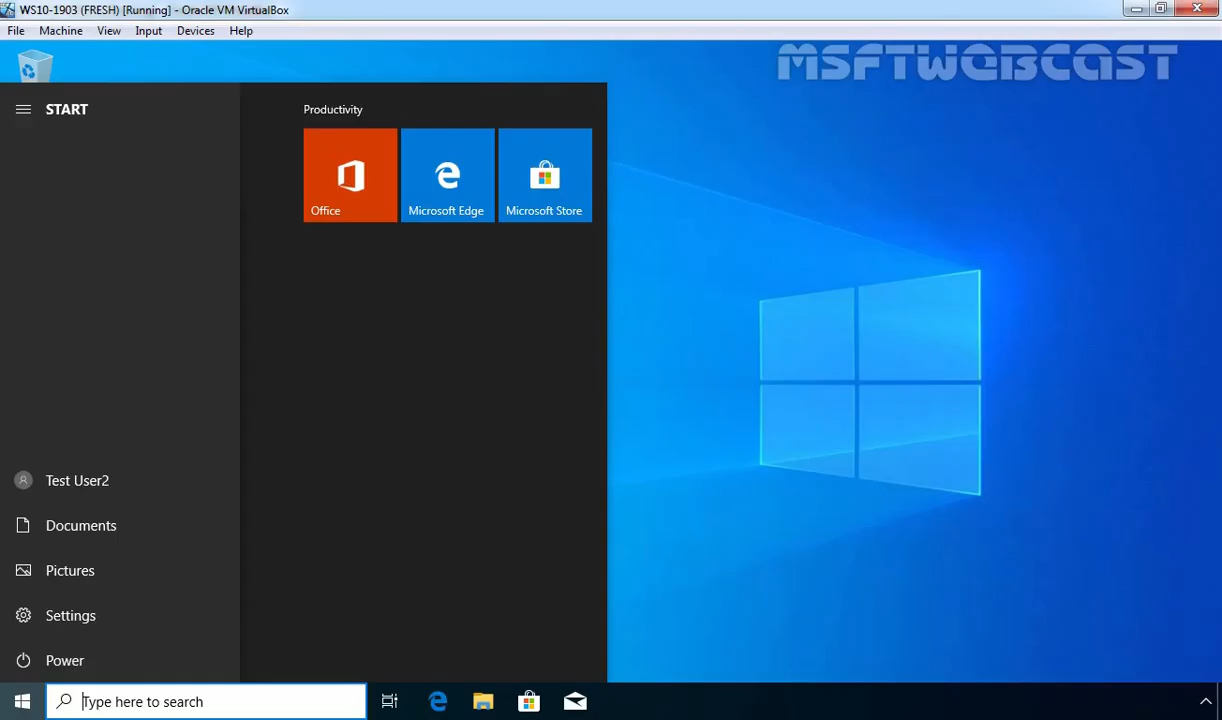 WS10-1903 (FRESH) [Running] - Oracle VM VirtualBox
File Machine View Input Devices Help
MSFTWEBCAST
START
Productivity
Office Microsoft Edge Microsoft Store
Test User2
Documents
Pictures
Settings
Power
Type here to search